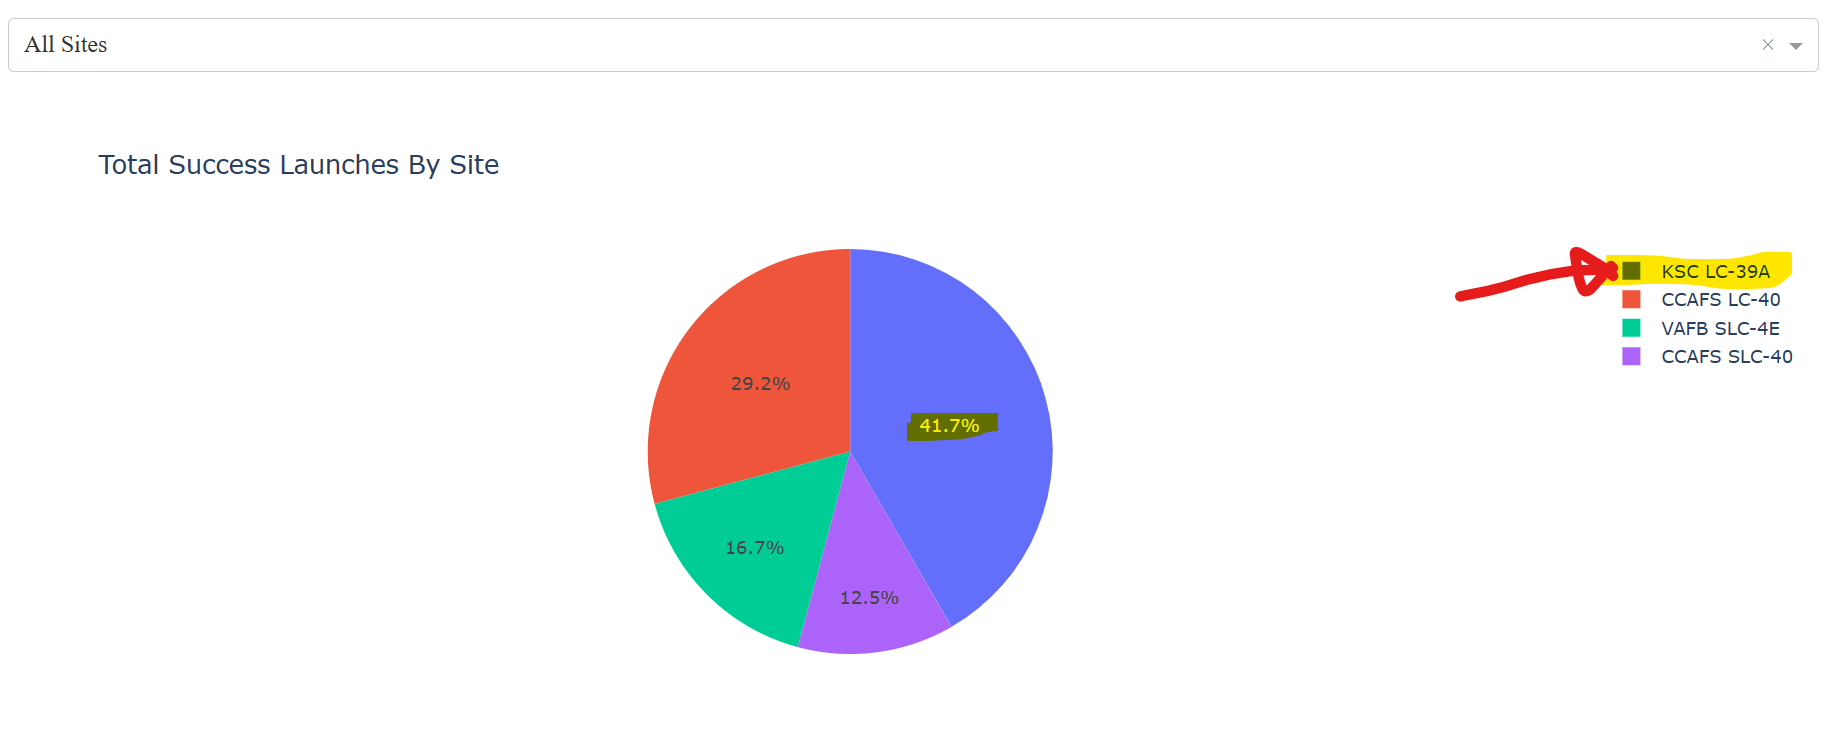 All Sites
Total Success Launches By Site
KSC LC-39A
CCAFS LC-40
VAFB SLC-4E
CCAFS SLC-40
29.2%
41.7%
16.7%
12.5%